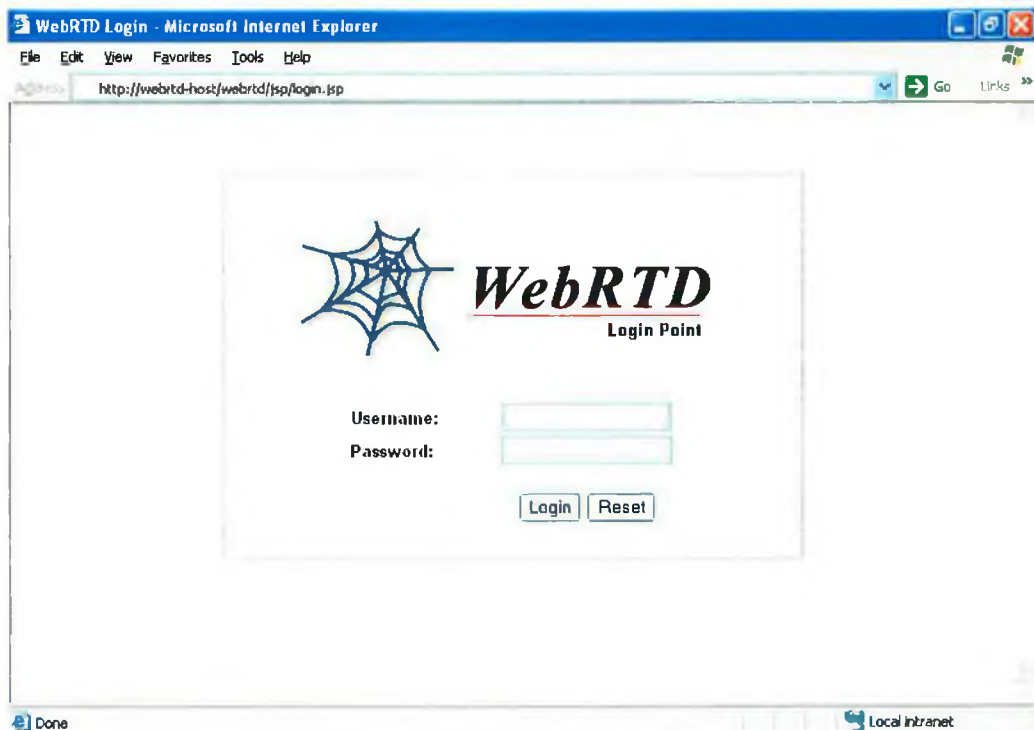 WebRTD Login - Microsoft Internet Explorer
File Edit View Favorites Tools Help
Address http://webrtd-host/webrtd/jsp/login.jsp Go Links »
WebRTD
Login Point
Username:
Password:
Login Reset
Done Local intranet